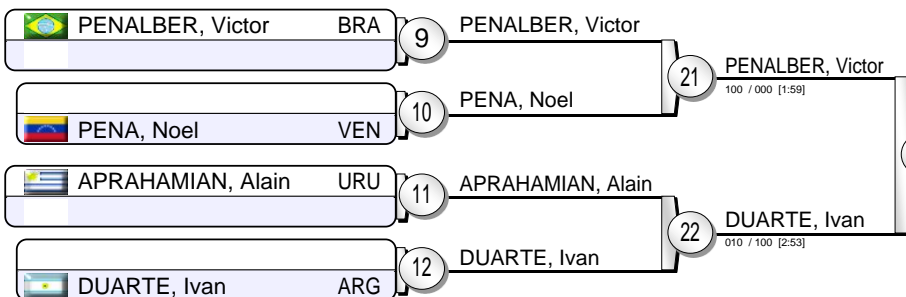 PENALBER, Victor BRA
9
PENALBER, Victor
21
PENALBER, Victor
100 / 000 [1:59]
PENA, Noel VEN
10
PENA, Noel
APRAHAMIAN, Alain URU
11
APRAHAMIAN, Alain
22
DUARTE, Ivan
010 / 100 [2:53]
DUARTE, Ivan ARG
12
DUARTE, Ivan